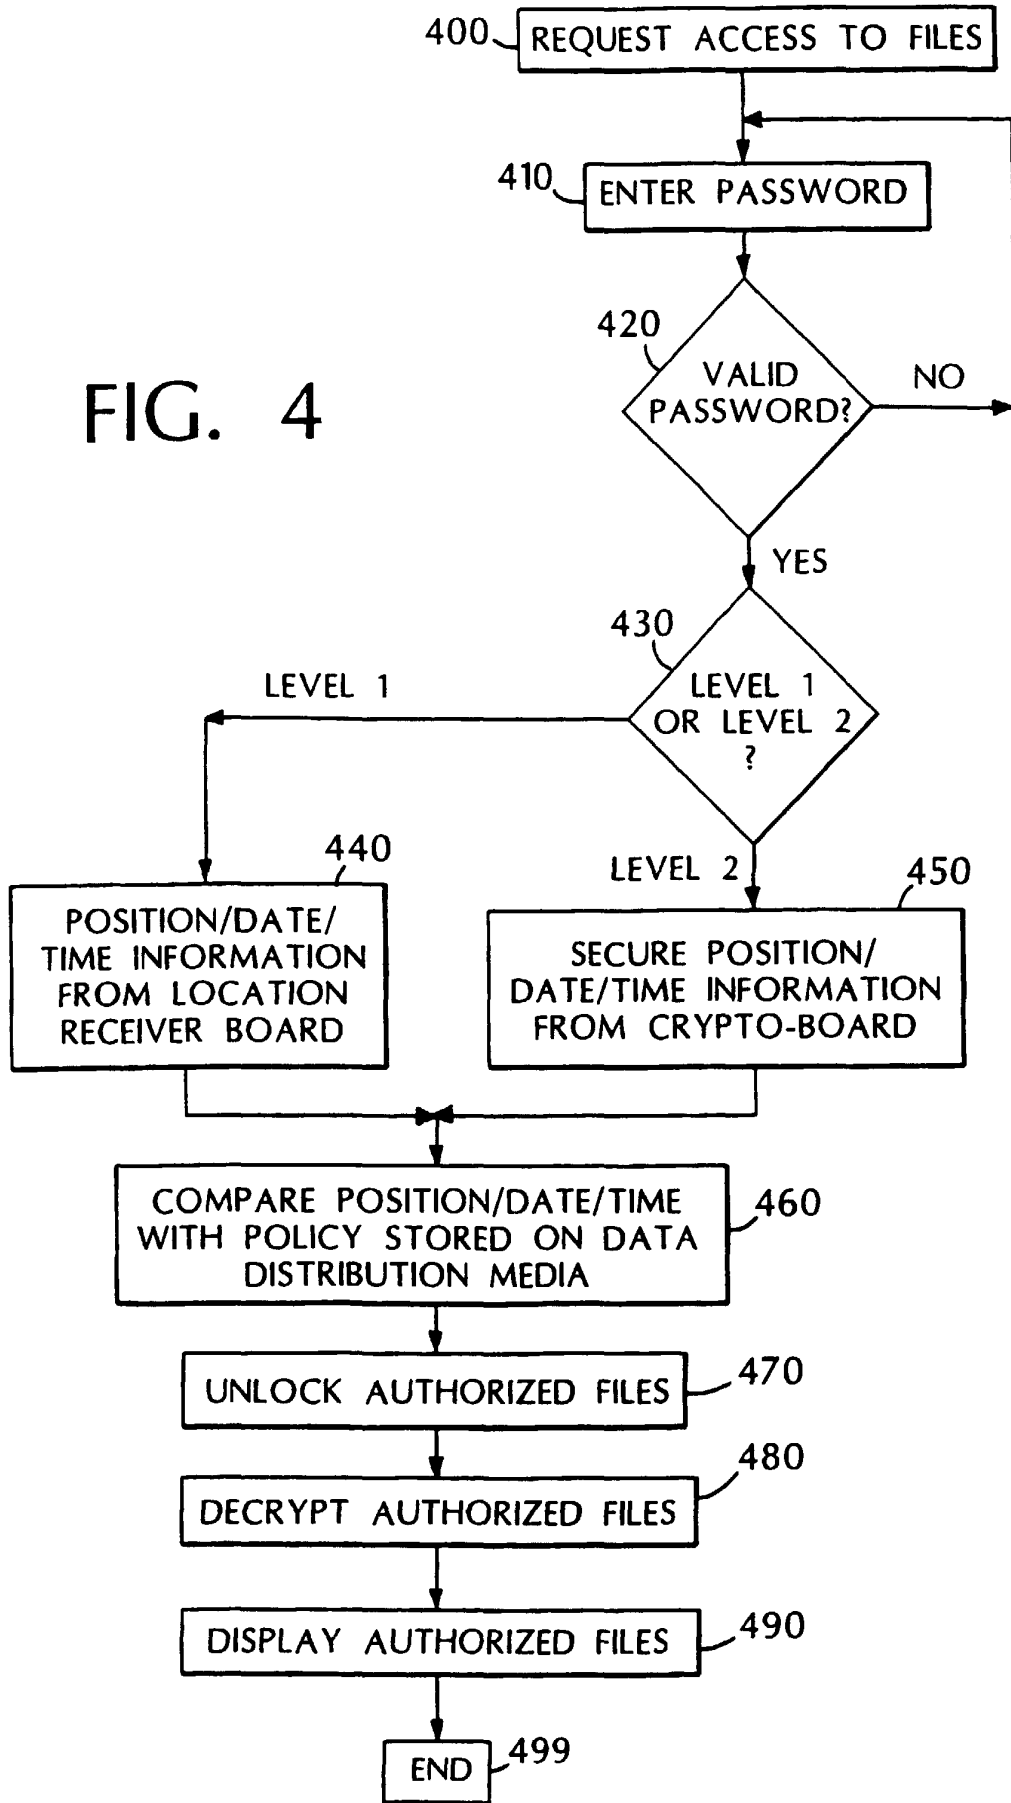 400
REQUEST ACCESS TO FILES
410
ENTER PASSWORD
420
VALID
PASSWORD?
NO
FIG. 4
YES
430
LEVEL 1
OR LEVEL 2
?
LEVEL 1
LEVEL 2
440
POSITION/DATE/
TIME INFORMATION
FROM LOCATION
RECEIVER BOARD
450
SECURE POSITION/
DATE/TIME INFORMATION
FROM CRYPTO-BOARD
COMPARE POSITION/DATE/TIME
WITH POLICY STORED ON DATA
DISTRIBUTION MEDIA
460
UNLOCK AUTHORIZED FILES
470
DECRYPT AUTHORIZED FILES
480
DISPLAY AUTHORIZED FILES
490
END
499